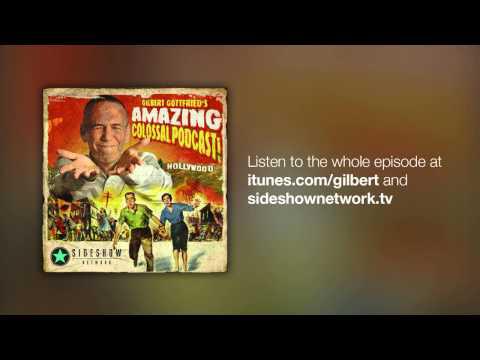 GILBERT GOTTFRIED'S
AMAZING
COLOSSAL PODCAST!
HOLLYWOOD
SIDESHOW
NETWORK
Listen to the whole episode at
itunes.com/gilbert and
sideshownetwork.tv